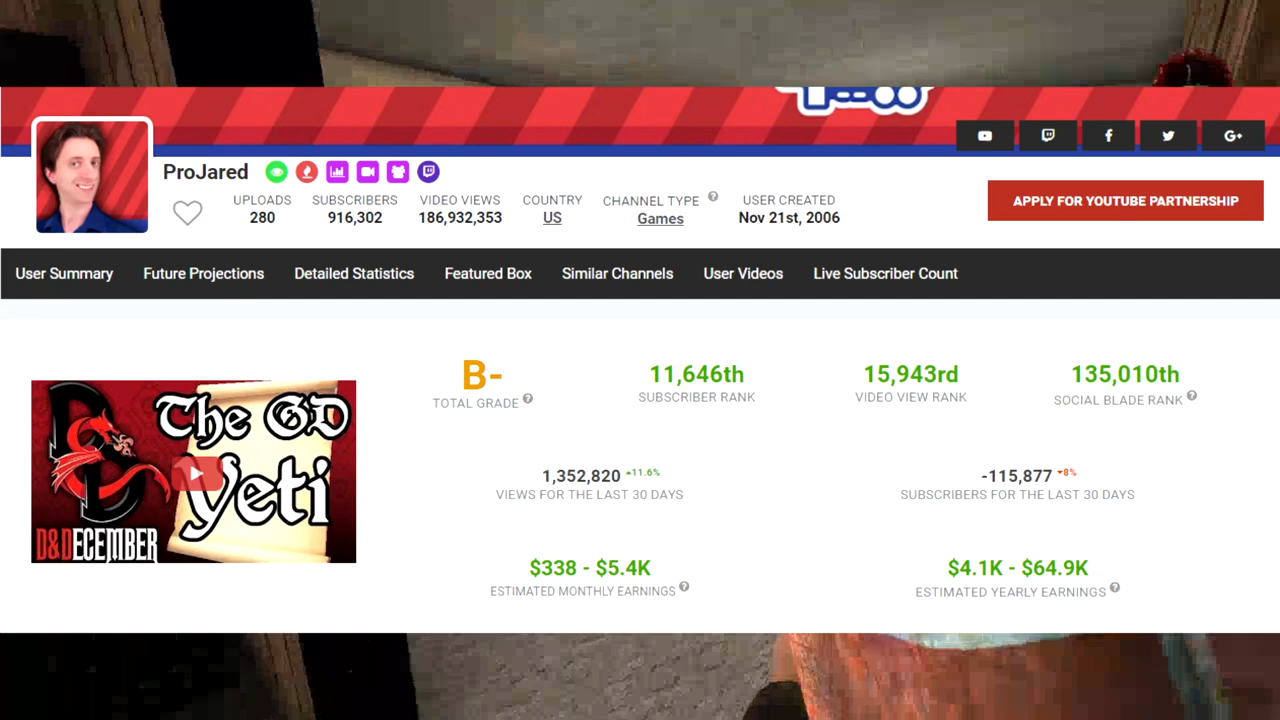 ProJared
UPLOADS SUBSCRIBERS VIDEO VIEWS COUNTRY CHANNEL TYPE USER CREATED
280 916,302 186,932,353 US Games Nov 21st, 2006
APPLY FOR YOUTUBE PARTNERSHIP
User Summary Future Projections Detailed Statistics Featured Box Similar Channels User Videos Live Subscriber Count
The GD
Yeti
D&DECEMBER
B- 11,646th 15,943rd 135,010th
TOTAL GRADE SUBSCRIBER RANK VIDEO VIEW RANK SOCIAL BLADE RANK
1,352,820 11.6% -115,877 8%
VIEWS FOR THE LAST 30 DAYS SUBSCRIBERS FOR THE LAST 30 DAYS
$338 - $5.4K $4.1K - $64.9K
ESTIMATED MONTHLY EARNINGS ESTIMATED YEARLY EARNINGS